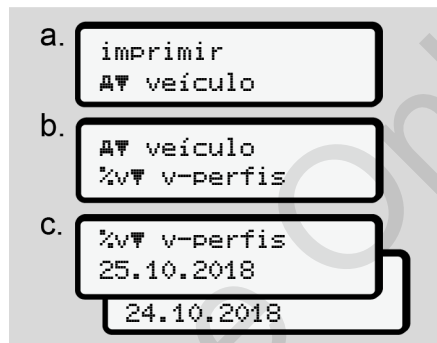 a.
imprimir
A▼ veículo
b.
A▼ veículo
%v▼ v-perfis
c.
%v▼ v-perfis
25.10.2018
24.10.2018